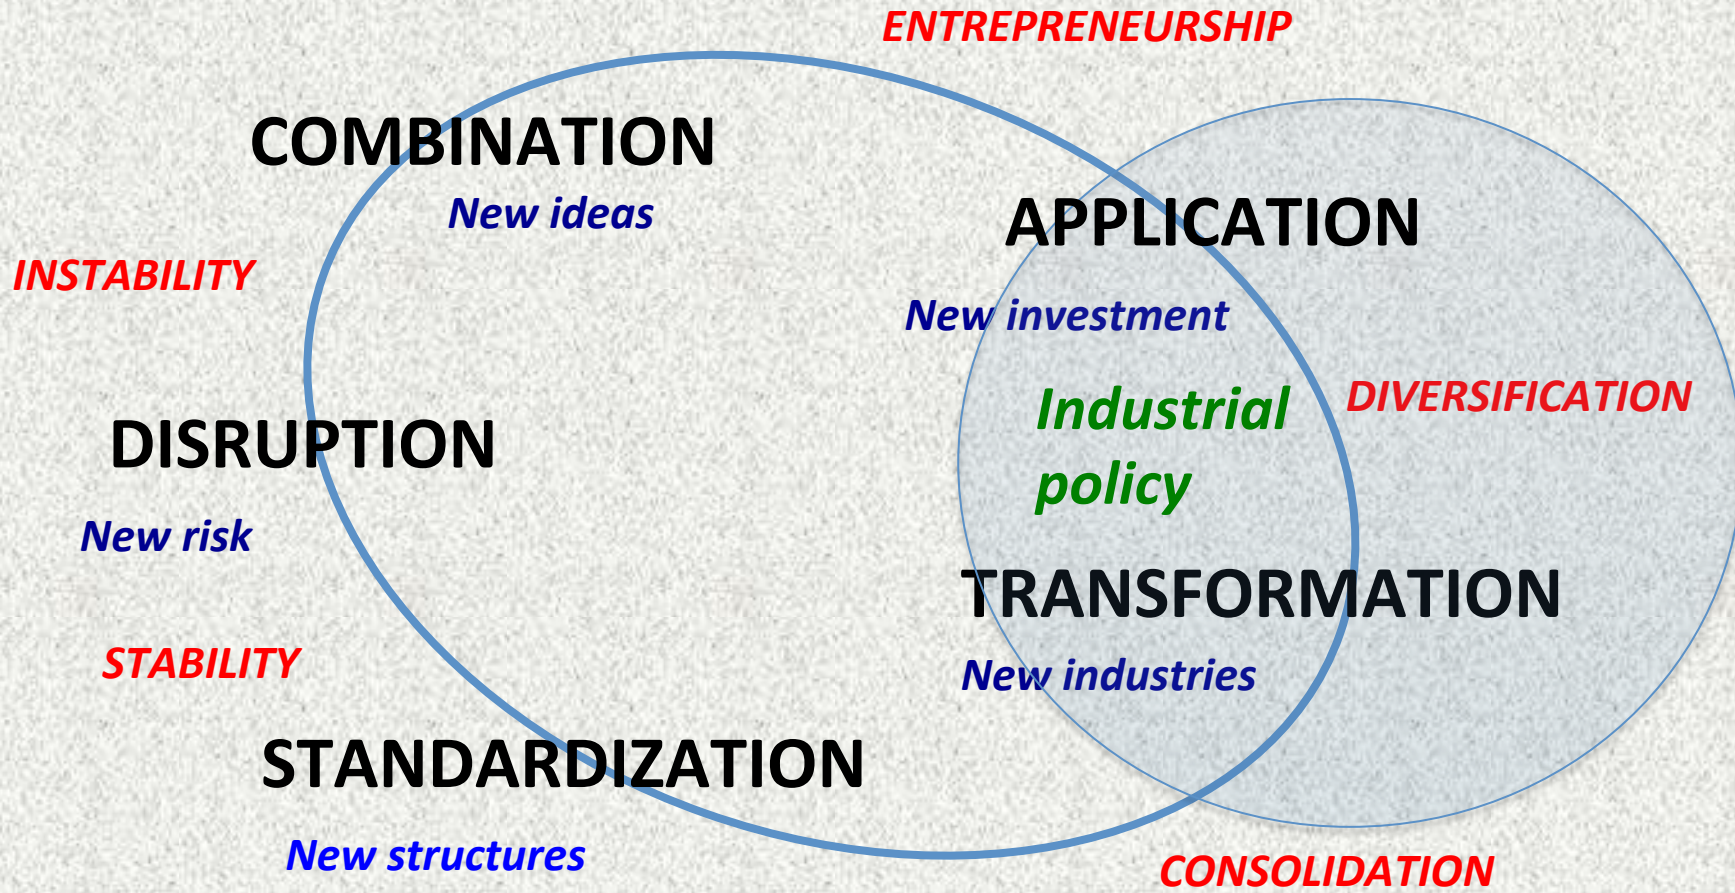 ENTREPRENEURSHIP
COMBINATION
New ideas
APPLICATION
INSTABILITY
New investment
Industrial
policy
DIVERSIFICATION
DISRUPTION
New risk
TRANSFORMATION
STABILITY
New industries
STANDARDIZATION
New structures
CONSOLIDATION